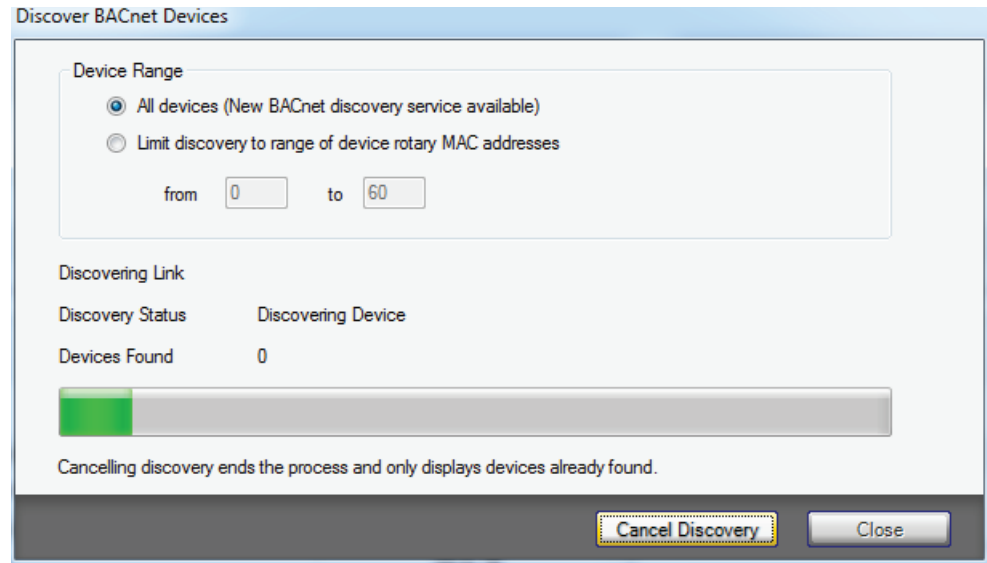 Discover BACnet Devices
Device Range
All devices (New BACnet discovery service available)
Limit discovery to range of device rotary MAC addresses
from 0 to 60
Discovering Link
Discovery Status Discovering Device
Devices Found 0
Cancelling discovery ends the process and only displays devices already found.
Cancel Discovery Close